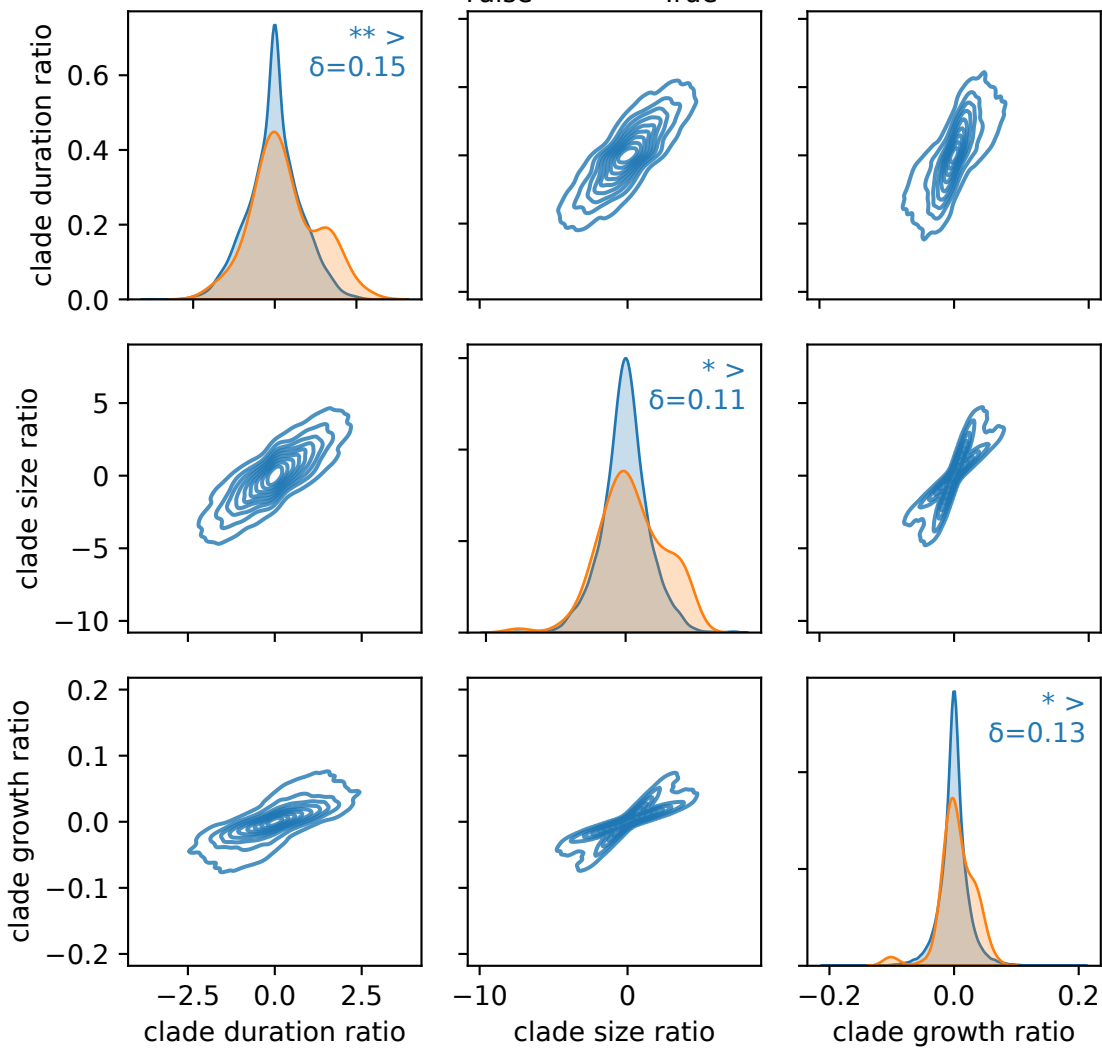 False True
clade duration ratio
0.6
0.4
0.2
0.0
** >
δ=0.15
clade size ratio
5
0
−5
−10
* >
δ=0.11
clade growth ratio
0.2
0.1
0.0
−0.1
−0.2
* >
δ=0.13
−2.5 0.0 2.5
−10 0
−0.2 0.0 0.2
clade duration ratio
clade size ratio
clade growth ratio